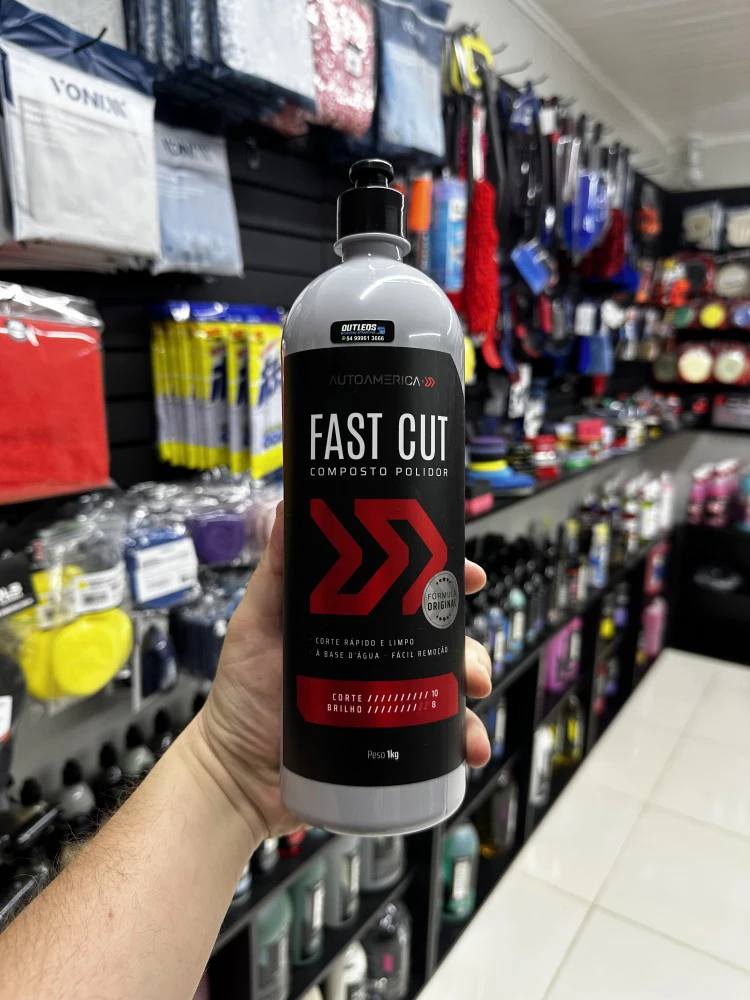 VONIXX
OUTLEDS
54 99961 3666
AUTOAMERICA
FAST CUT
COMPOSTO POLIDOR
FÓRMULA
ORIGINAL
· CORTE RÁPIDO E LIMPO
· À BASE D'ÁGUA · FÁCIL REMOÇÃO
CORTE ////////// 10
BRILHO ////////// 8
Peso 1kg